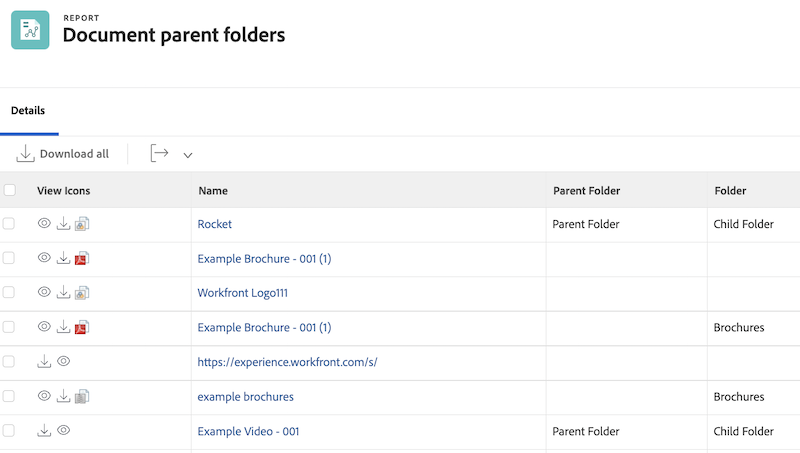 REPORT
Document parent folders
Details
Download all
View Icons Name Parent Folder Folder
Rocket Parent Folder Child Folder
Example Brochure - 001 (1)
Workfront Logo111
Example Brochure - 001 (1) Brochures
https://experience.workfront.com/s/
example brochures Brochures
Example Video - 001 Parent Folder Child Folder